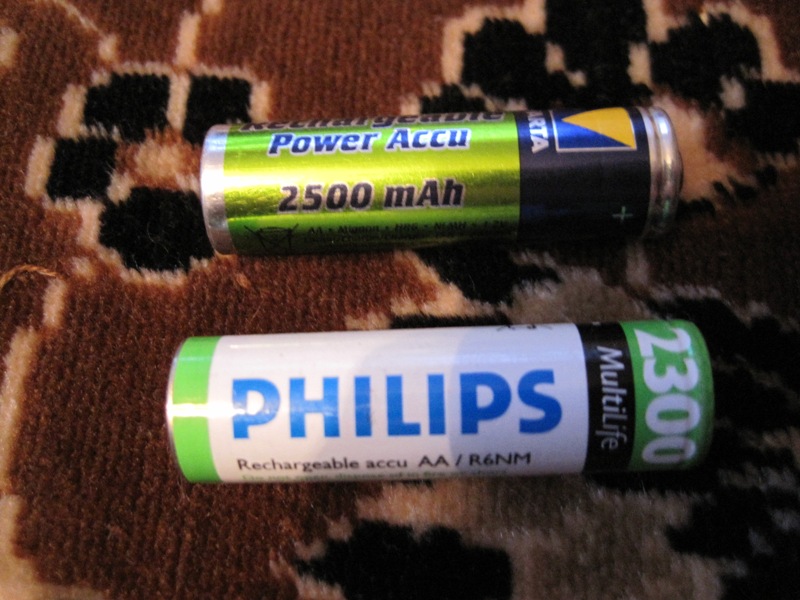 Rechargeable
Power Accu
2500 mAh
VARTA
+
PHILIPS
Rechargeable accu AA / R6NM
MultiLife
2300